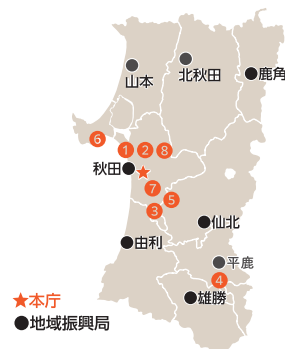 山本
北秋田
鹿角
⑥
① ② ⑧
秋田
⑦
⑤
③
仙北
由利
平鹿
④
雄勝
★本庁
●地域振興局